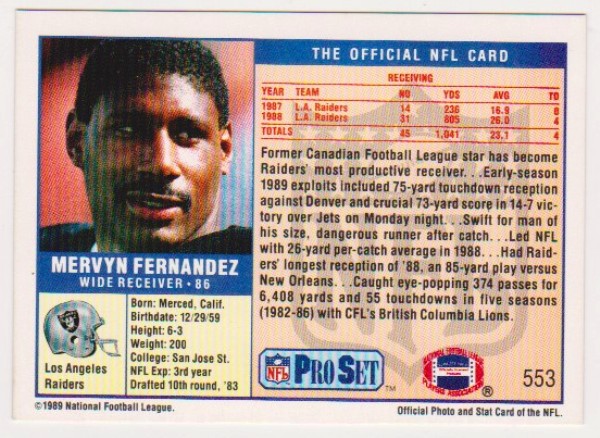 THE OFFICIAL NFL CARD
RECEIVING
YEAR TEAM NO YDS AVG TD
1987 L.A. Raiders 14 236 16.9 0
1988 L.A. Raiders 31 805 26.0 4
TOTALS 45 1,041 23.1 4
Former Canadian Football League star has become
Raiders' most productive receiver. . .Early-season
1989 exploits included 75-yard touchdown reception
against Denver and crucial 73-yard score in 14-7 vic-
tory over Jets on Monday night. . .Swift for man of
his size, dangerous runner after catch. . .Led NFL
with 26-yard per-catch average in 1988. . .Had Raid-
ers' longest reception of '88, an 85-yard play versus
New Orleans. . .Caught eye-popping 374 passes for
6,408 yards and 55 touchdowns in five seasons
(1982-86) with CFL's British Columbia Lions.
MERVYN FERNANDEZ
WIDE RECEIVER • 86
Los Angeles
Raiders
Born: Merced, Calif.
Birthdate: 12/29/59
Height: 6-3
Weight: 200
College: San Jose St.
NFL Exp: 3rd year
Drafted 10th round, '83
NFL PRO SET ™
NATIONAL FOOTBALL LEAGUE
PLAYERS ASSOCIATION ®
553
©1989 National Football League.
Official Photo and Stat Card of the NFL.